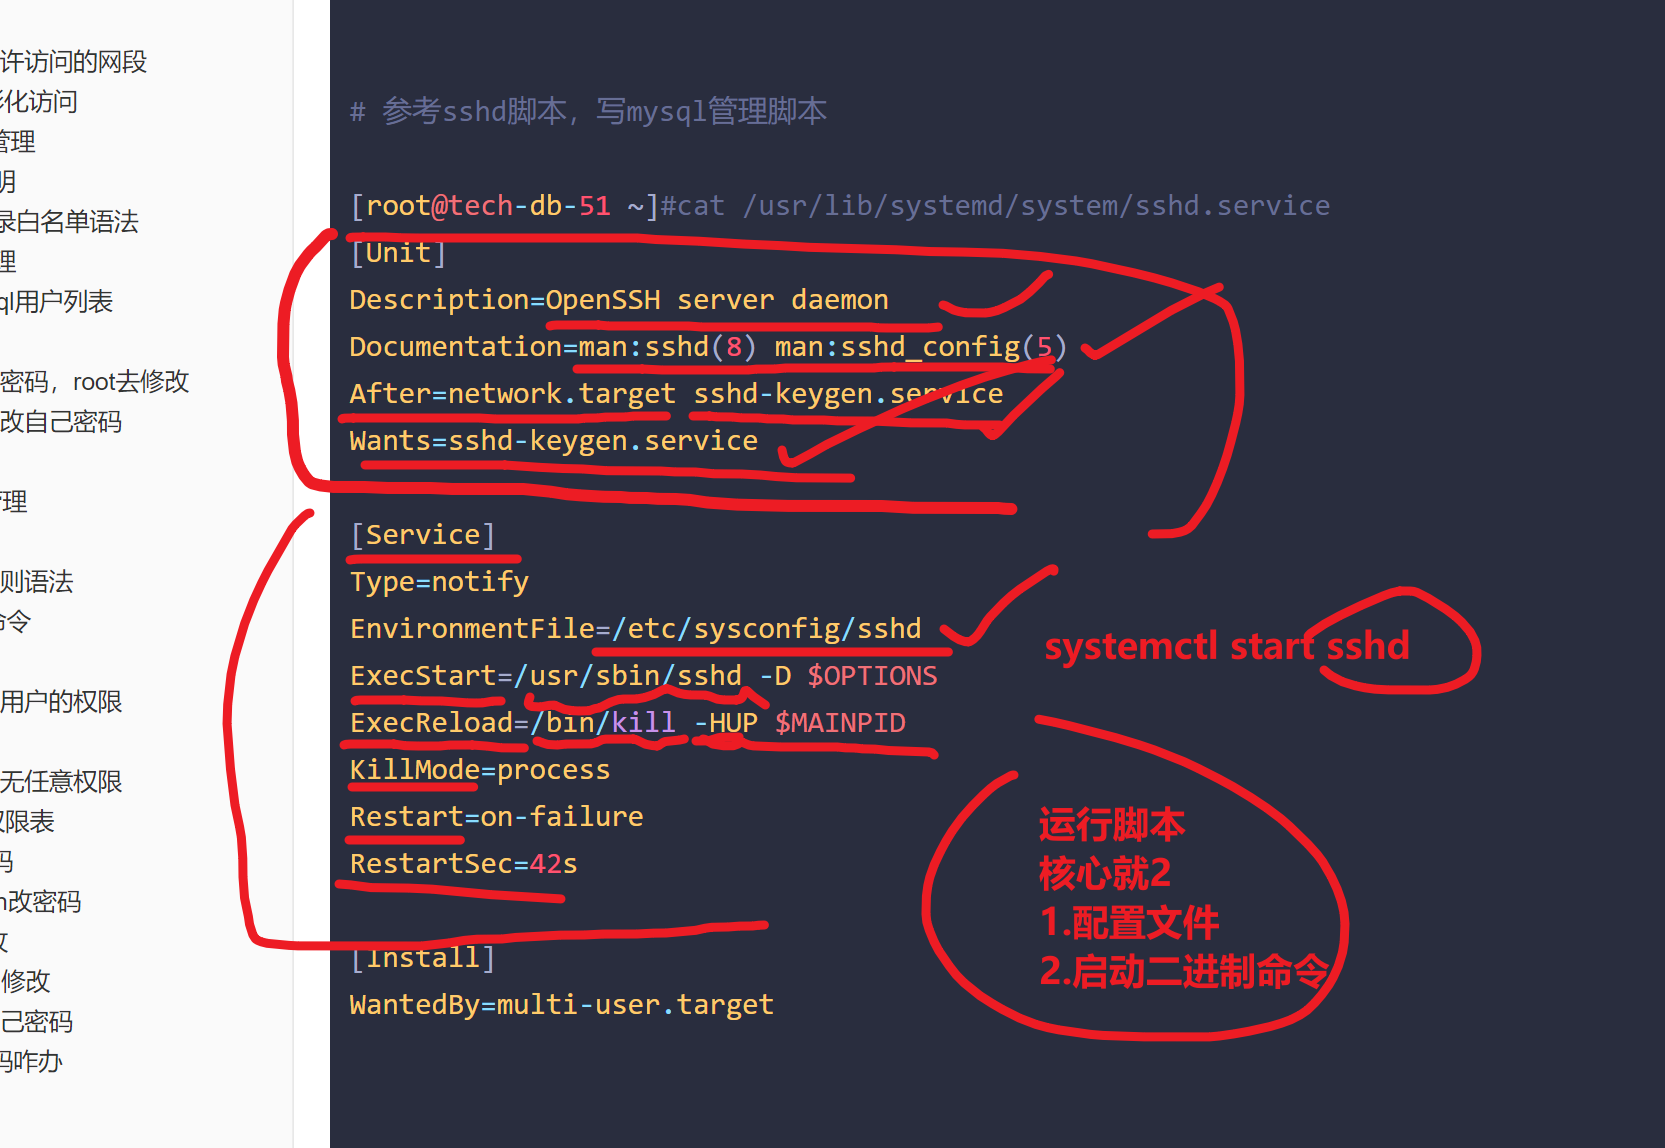 许访问的网段
化访问
管理
明
录白名单语法
理
ql用户列表
密码，root去修改
改自己密码
管理
则语法
命令
用户的权限
无任意权限
权限表
码
n改密码
改
修改
己密码
码咋办
# 参考sshd脚本，写mysql管理脚本
[root@tech-db-51 ~]#cat /usr/lib/systemd/system/sshd.service
[Unit]
Description=OpenSSH server daemon
Documentation=man:sshd(8) man:sshd_config(5)
After=network.target sshd-keygen.service
Wants=sshd-keygen.service
[Service]
Type=notify
EnvironmentFile=/etc/sysconfig/sshd
ExecStart=/usr/sbin/sshd -D $OPTIONS
ExecReload=/bin/kill -HUP $MAINPID
KillMode=process
Restart=on-failure
RestartSec=42s
[Install]
WantedBy=multi-user.target
systemctl start sshd
运行脚本
核心就2
1.配置文件
2.启动二进制命令